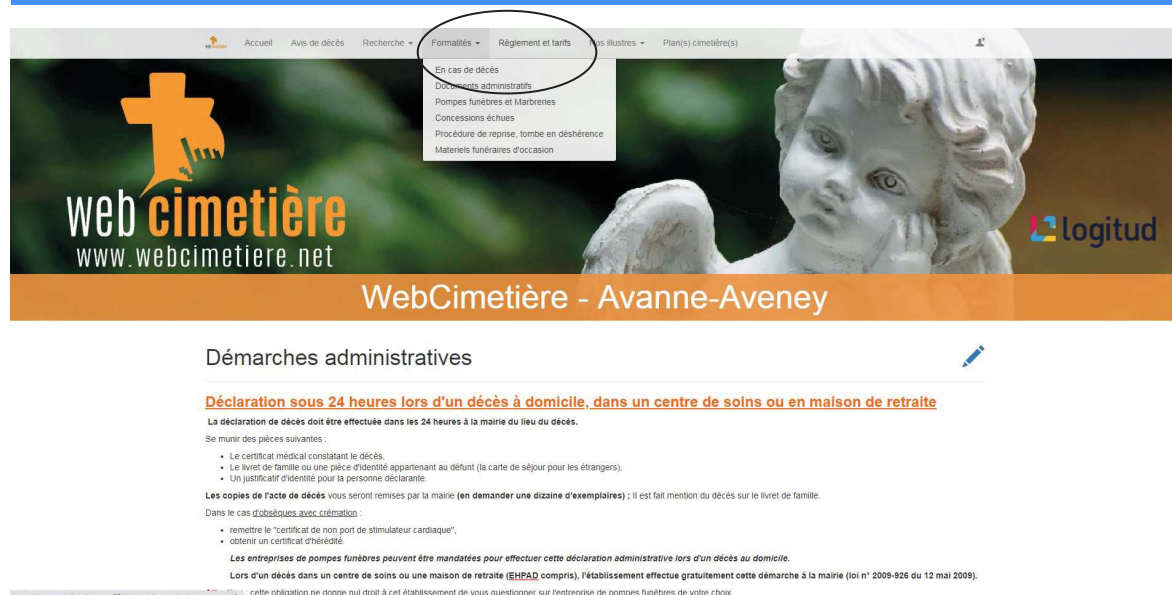 Accueil Avis de décès Recherche Formalités Règlement et tarifs Nos illustres Plan(s) cimetière(s)
En cas de décès
Documents administratifs
Pompes funèbres et Marbreries
Concessions échues
Procédure de reprise, tombe en déshérence
Materiels funéraires d'occasion
web cimetière
www.webcimetiere.net
logitud
WebCimetière - Avanne-Aveney
Démarches administratives
Déclaration sous 24 heures lors d'un décès à domicile, dans un centre de soins ou en maison de retraite
La déclaration de décès doit être effectuée dans les 24 heures à la mairie du lieu du décès.
Se munir des pièces suivantes :
• Le certificat médical constatant le décès,
• Le livret de famille ou une pièce d'identité appartenant au défunt (la carte de séjour pour les étrangers),
• Un justificatif d'identité pour la personne déclarante.
Les copies de l'acte de décès vous seront remises par la mairie (en demander une dizaine d'exemplaires) ; Il est fait mention du décès sur le livret de famille.
Dans le cas d'obsèques avec crémation :
• remettre le "certificat de non port de stimulateur cardiaque",
• obtenir un certificat d'hérédité.
Les entreprises de pompes funèbres peuvent être mandatées pour effectuer cette déclaration administrative lors d'un décès au domicile.
Lors d'un décès dans un centre de soins ou une maison de retraite (EHPAD compris), l'établissement effectue gratuitement cette démarche à la mairie (loi n° 2009-926 du 12 mai 2009).
: cette obligation ne donne nul droit à cet établissement de vous questionner sur l'entreprise de pompes funèbres de votre choix.